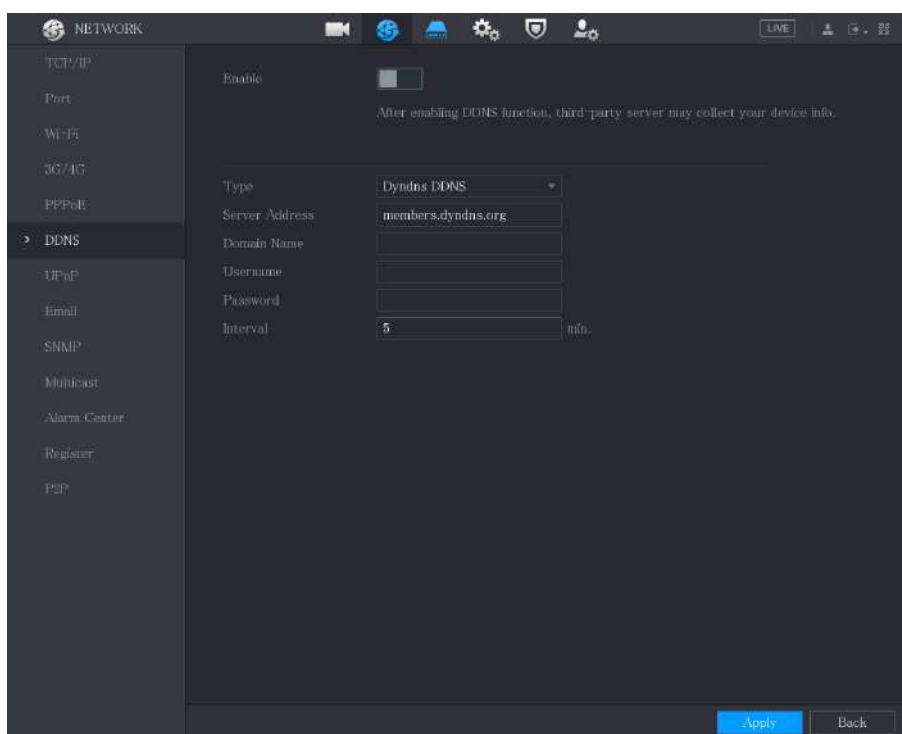 NETWORK
LIVE
TCP/IP
Port
Wi-Fi
3G/4G
PPPoE
DDNS
UPnP
Email
SNMP
Multicast
Alarm Center
Register
P2P
Enable
After enabling DDNS function, third-party server may collect your device info.
Type
Dyndns DDNS
Server Address
members.dyndns.org
Domain Name
Username
Password
Interval
5
min.
Apply
Back